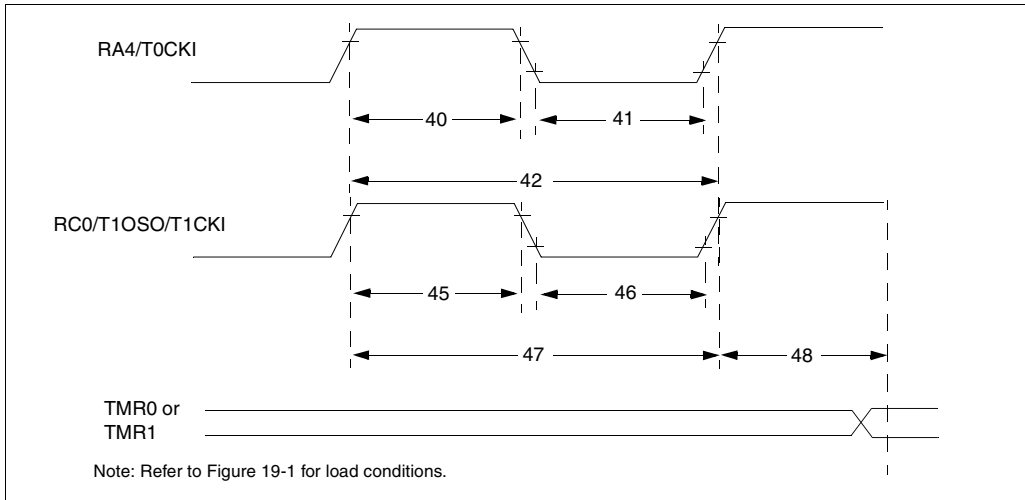 RA4/T0CKI
40
41
42
RC0/T1OSO/T1CKI
45
46
47
48
TMR0 or
TMR1
Note: Refer to Figure 19-1 for load conditions.